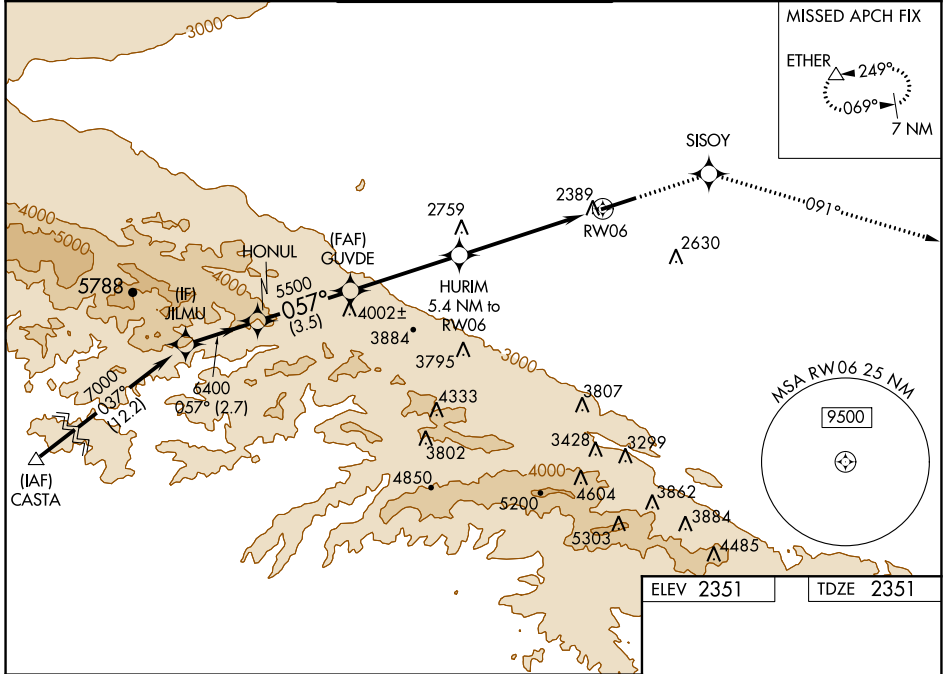 3000
MISSED APCH FIX
ETHER
249°
069°
7 NM
SISOY
091°
2389
RW06
2630
2759
(FAF)
GUVDE
HONUL
4000
5000
4000
5788
(IF)
JILMU
5500
057°
(3.5)
HURIM
5.4 NM to
RW06
4002±
3884
3795
3000
7000
037°
(12.2)
6400
057° (2.7)
(IAF)
CASTA
4333
3802
4850
3807
3428
3299
4000
4604
5200
3862
5303
3884
4485
MSA RW06 25 NM
9500
ELEV 2351
TDZE 2351